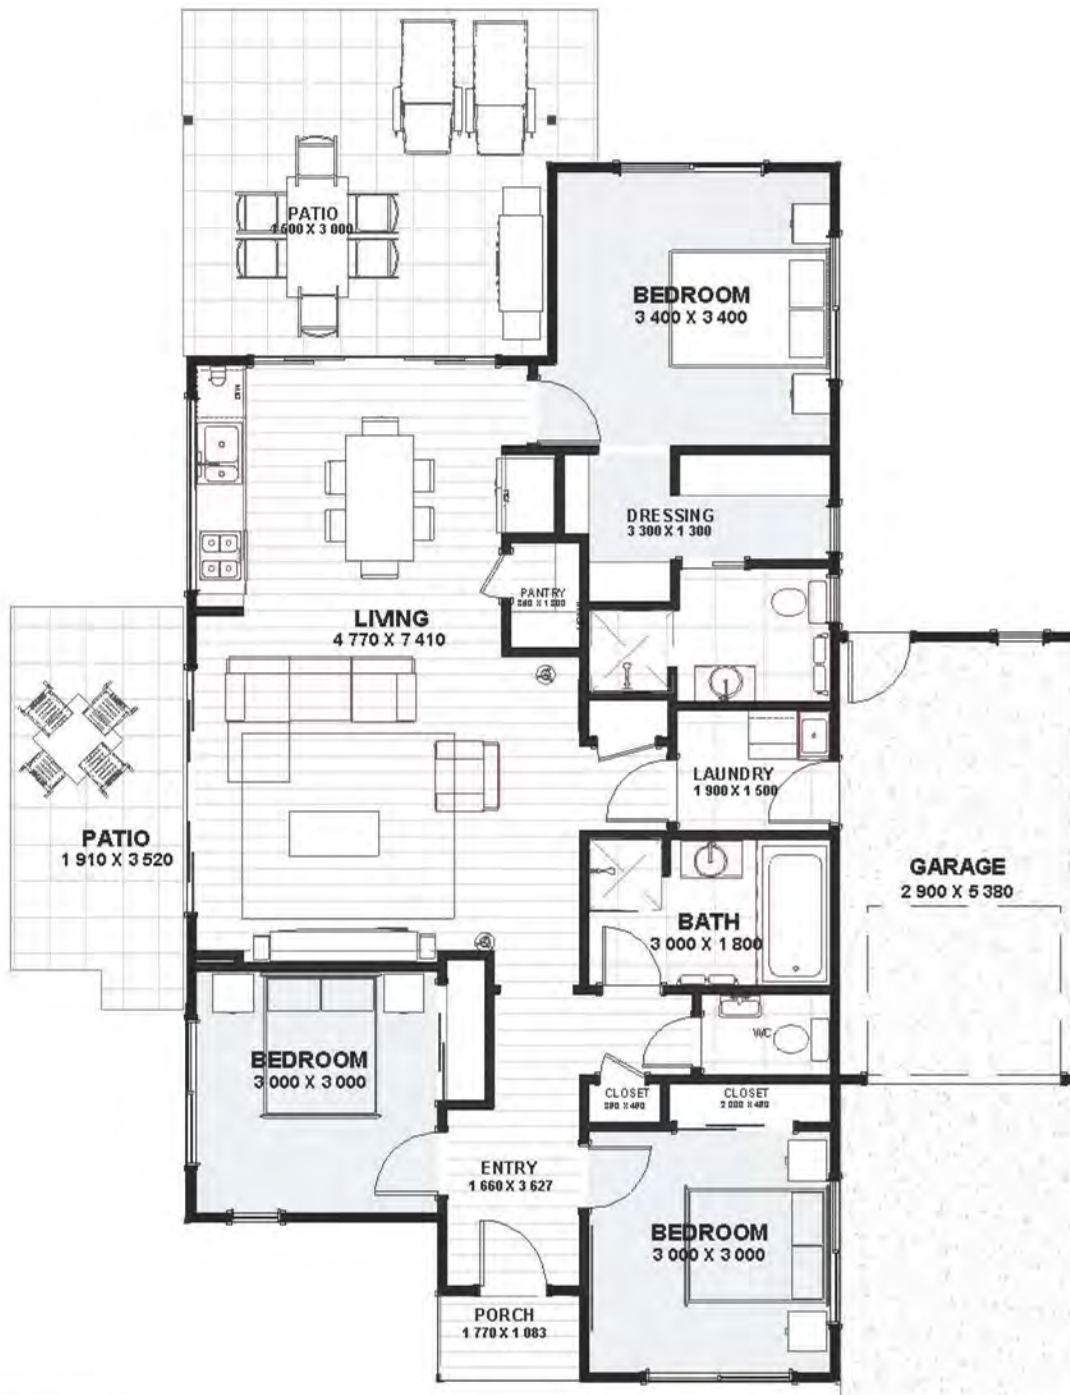 PATIO
1 500 X 3 000
BEDROOM
3 400 X 3 400
DRESSING
3 300 X 1 300
PANTRY
LIVING
4 770 X 7 410
LAUNDRY
1 900 X 1 500
PATIO
1 910 X 3 520
GARAGE
2 900 X 5 380
BATH
3 000 X 1 800
WC
BEDROOM
3 000 X 3 000
CLOSET
CLOSET
ENTRY
1 660 X 3 627
BEDROOM
3 000 X 3 000
PORCH
1 770 X 1 083